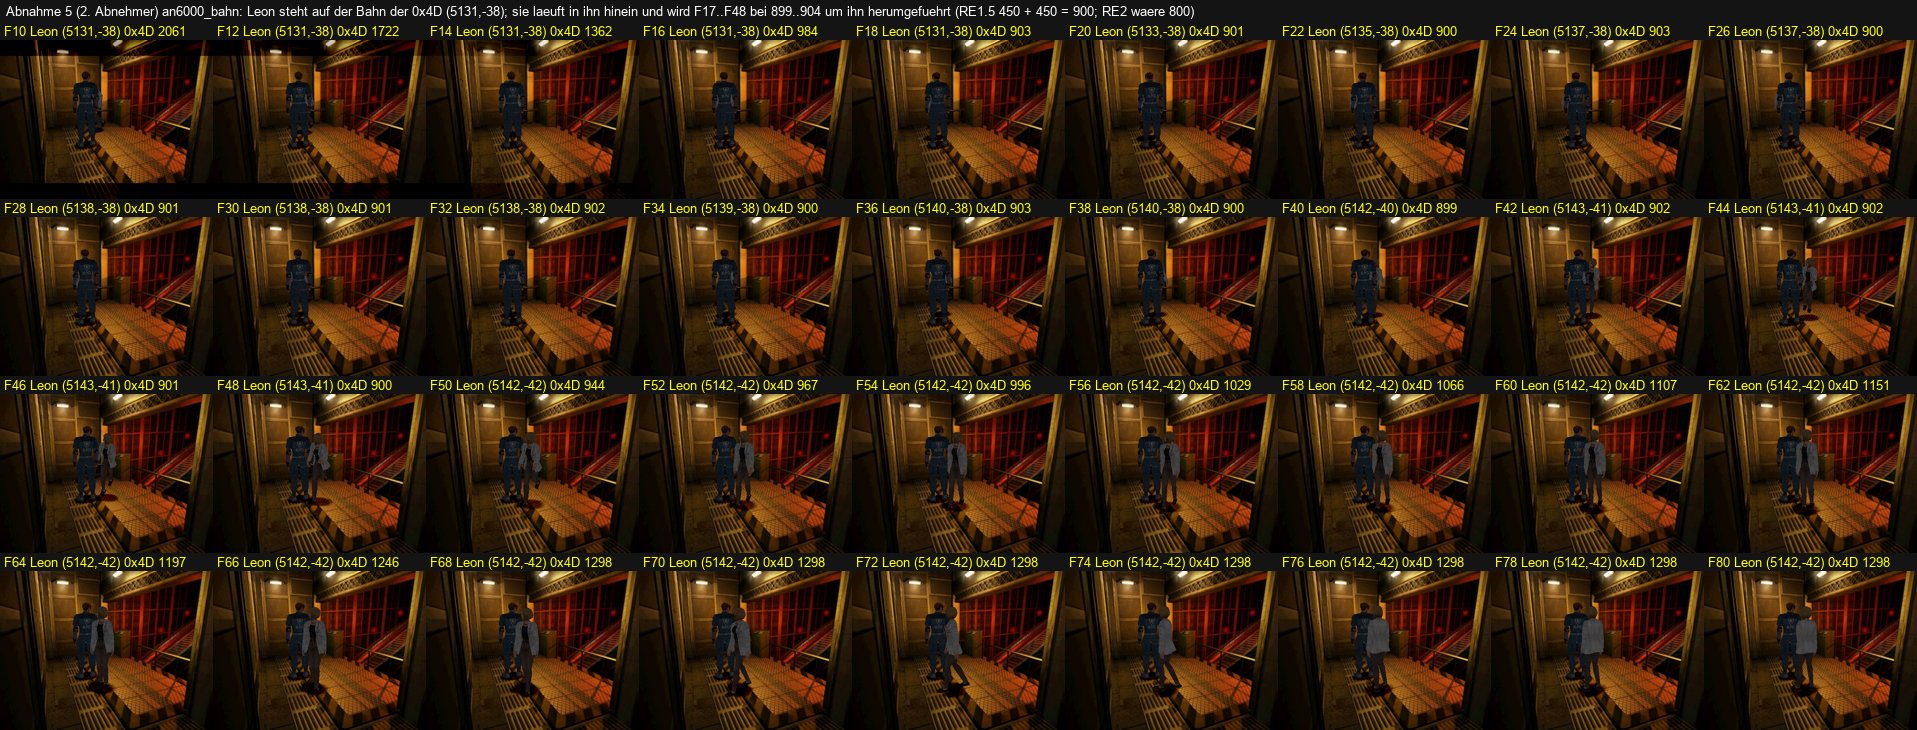 Abnahme 5 (2. Abnehmer) an6000_bahn: Leon steht auf der Bahn der 0x4D (5131,-38); sie laeuft in ihn hinein und wird F17..F48 bei 899..904 um ihn herumgefuehrt (RE1.5 450 + 450 = 900; RE2 waere 800)
F10 Leon (5131,-38) 0x4D 2061
F12 Leon (5131,-38) 0x4D 1722
F14 Leon (5131,-38) 0x4D 1362
F16 Leon (5131,-38) 0x4D 984
F18 Leon (5131,-38) 0x4D 903
F20 Leon (5133,-38) 0x4D 901
F22 Leon (5135,-38) 0x4D 900
F24 Leon (5137,-38) 0x4D 903
F26 Leon (5137,-38) 0x4D 900
F28 Leon (5138,-38) 0x4D 901
F30 Leon (5138,-38) 0x4D 901
F32 Leon (5138,-38) 0x4D 902
F34 Leon (5139,-38) 0x4D 900
F36 Leon (5140,-38) 0x4D 903
F38 Leon (5140,-38) 0x4D 900
F40 Leon (5142,-40) 0x4D 899
F42 Leon (5143,-41) 0x4D 902
F44 Leon (5143,-41) 0x4D 902
F46 Leon (5143,-41) 0x4D 901
F48 Leon (5143,-41) 0x4D 900
F50 Leon (5142,-42) 0x4D 944
F52 Leon (5142,-42) 0x4D 967
F54 Leon (5142,-42) 0x4D 996
F56 Leon (5142,-42) 0x4D 1029
F58 Leon (5142,-42) 0x4D 1066
F60 Leon (5142,-42) 0x4D 1107
F62 Leon (5142,-42) 0x4D 1151
F64 Leon (5142,-42) 0x4D 1197
F66 Leon (5142,-42) 0x4D 1246
F68 Leon (5142,-42) 0x4D 1298
F70 Leon (5142,-42) 0x4D 1298
F72 Leon (5142,-42) 0x4D 1298
F74 Leon (5142,-42) 0x4D 1298
F76 Leon (5142,-42) 0x4D 1298
F78 Leon (5142,-42) 0x4D 1298
F80 Leon (5142,-42) 0x4D 1298